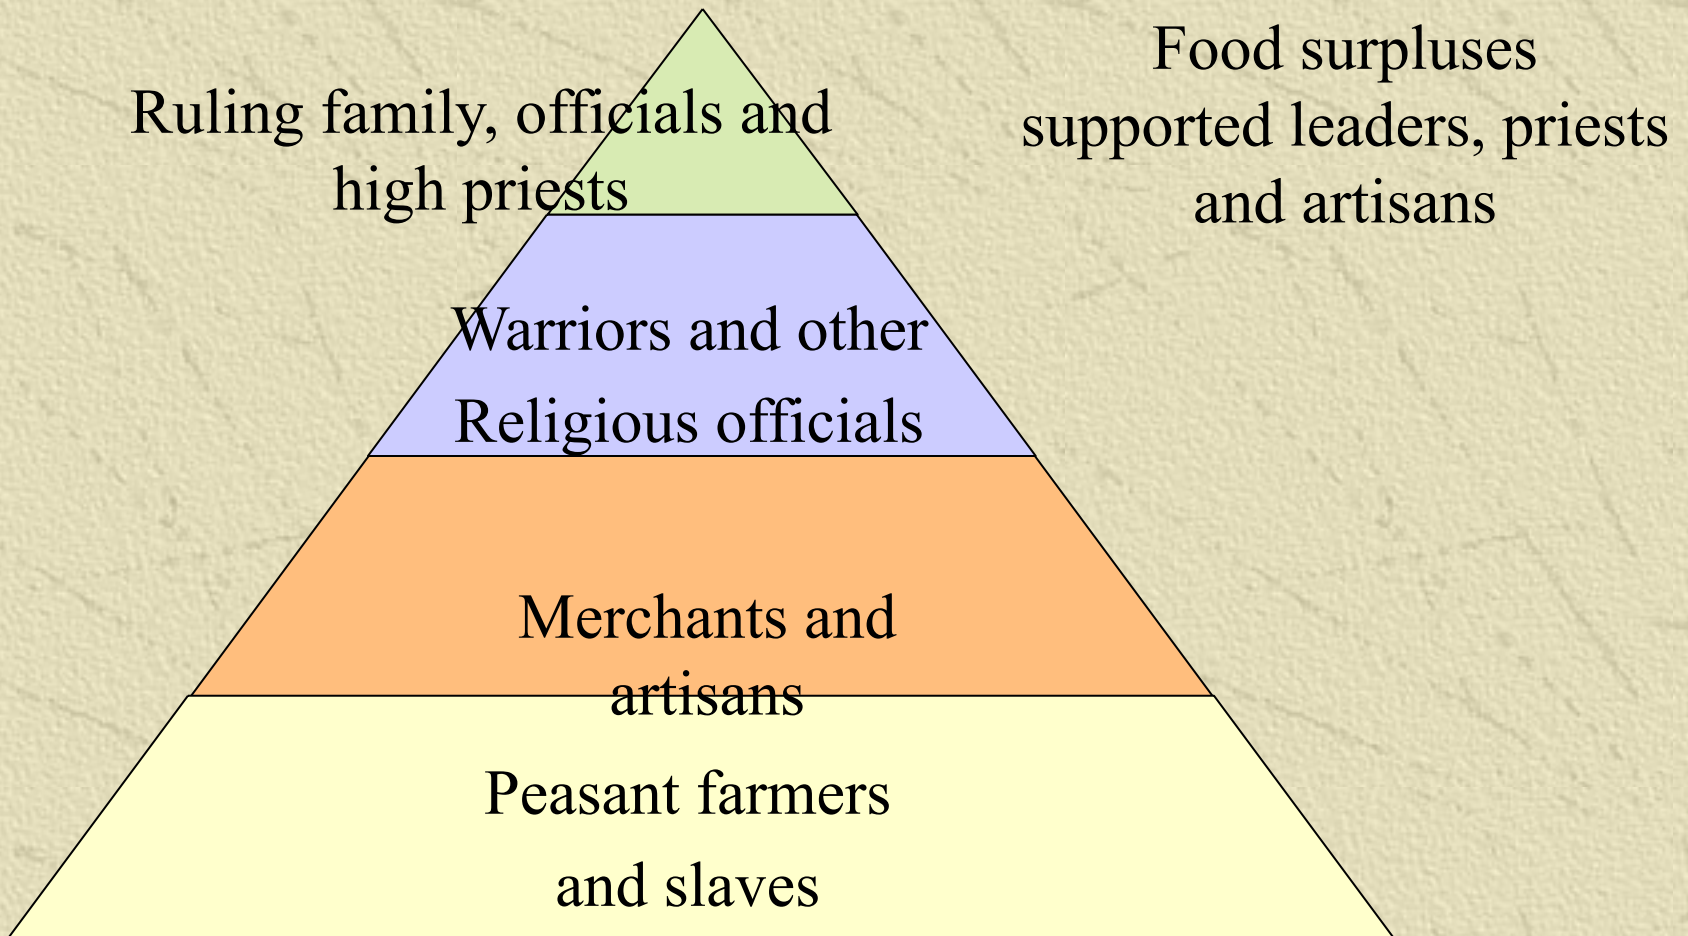 Ruling family, officials and
high priests
Food surpluses
supported leaders, priests
and artisans
Warriors and other
Religious officials
Merchants and
artisans
Peasant farmers
and slaves